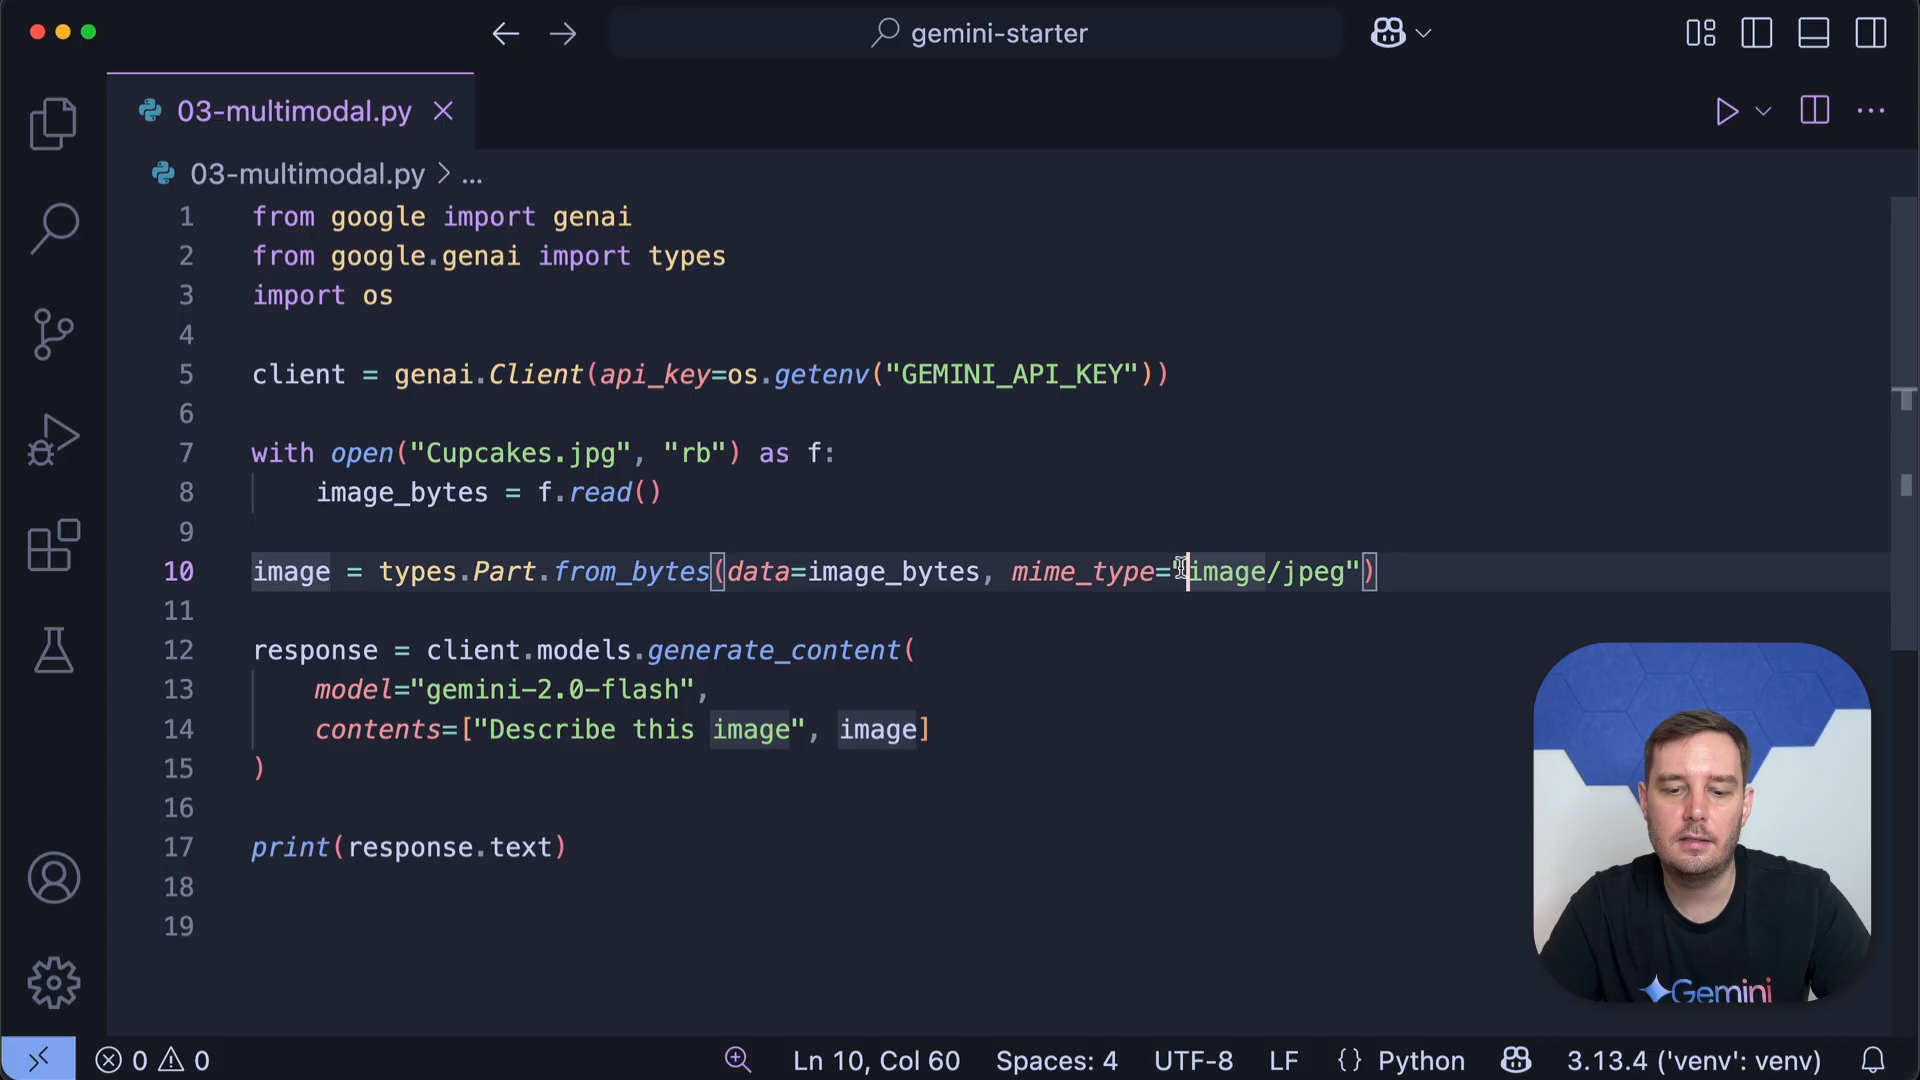 gemini-starter
03-multimodal.py
03-multimodal.py > ...
1 from google import genai
2 from google.genai import types
3 import os
4
5 client = genai.Client(api_key=os.getenv("GEMINI_API_KEY"))
6
7 with open("Cupcakes.jpg", "rb") as f:
8     image_bytes = f.read()
9
10 image = types.Part.from_bytes(data=image_bytes, mime_type="image/jpeg")
11
12 response = client.models.generate_content(
13     model="gemini-2.0-flash",
14     contents=["Describe this image", image]
15 )
16
17 print(response.text)
18
19
Gemini
0 0 Ln 10, Col 60 Spaces: 4 UTF-8 LF {} Python 3.13.4 ('venv': venv)